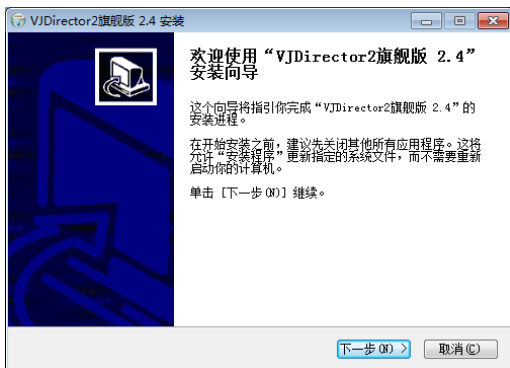 VJDirector2旗舰版 2.4 安装
欢迎使用“VJDirector2旗舰版 2.4”
安装向导
这个向导将指引你完成“VJDirector2旗舰版 2.4”的
安装进程。
在开始安装之前，建议先关闭其他所有应用程序。这将
允许“安装程序”更新指定的系统文件，而不需要重新
启动你的计算机。
单击 [下一步(N)] 继续。
下一步(N) >
取消(C)